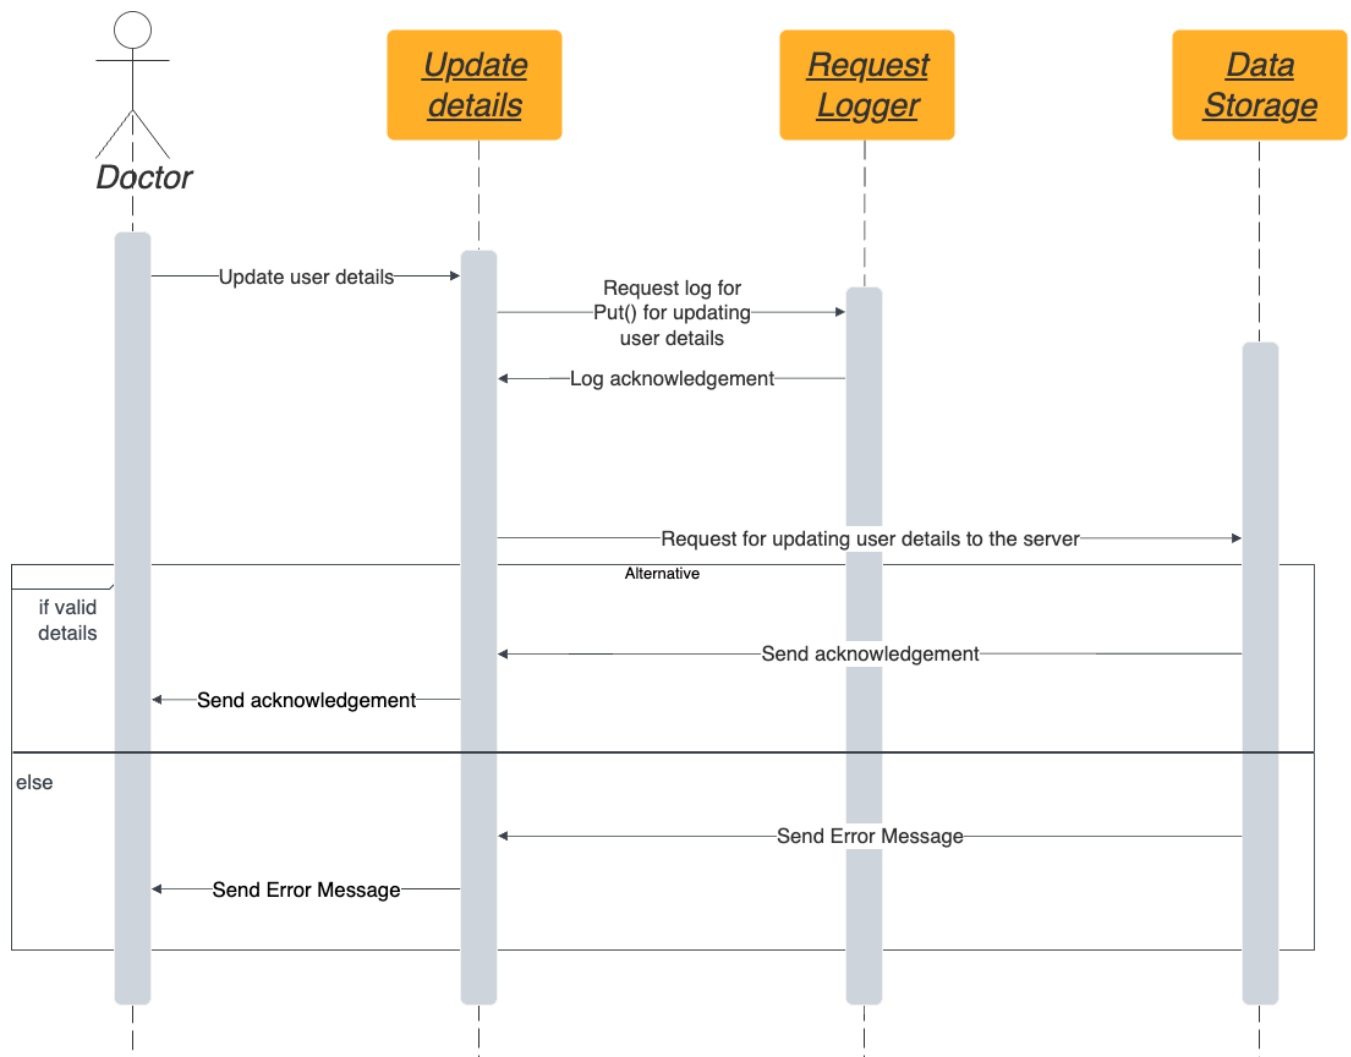 Update
details
Request
Logger
Data
Storage
Doctor
Update user details
Request log for
Put() for updating
user details
Log acknowledgement
Request for updating user details to the server
Alternative
if valid
details
Send acknowledgement
Send acknowledgement
else
Send Error Message
Send Error Message